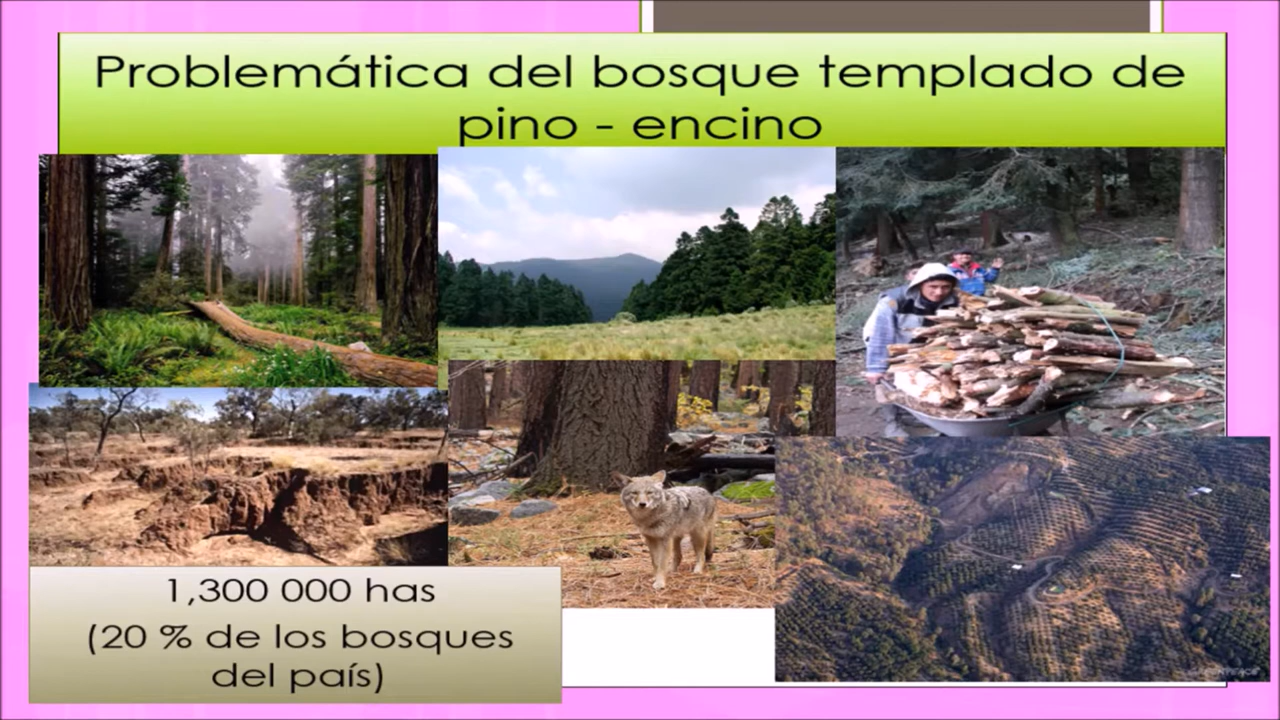 Problemática del bosque templado de
pino - encino
1,300 000 has
(20 % de los bosques
del país)